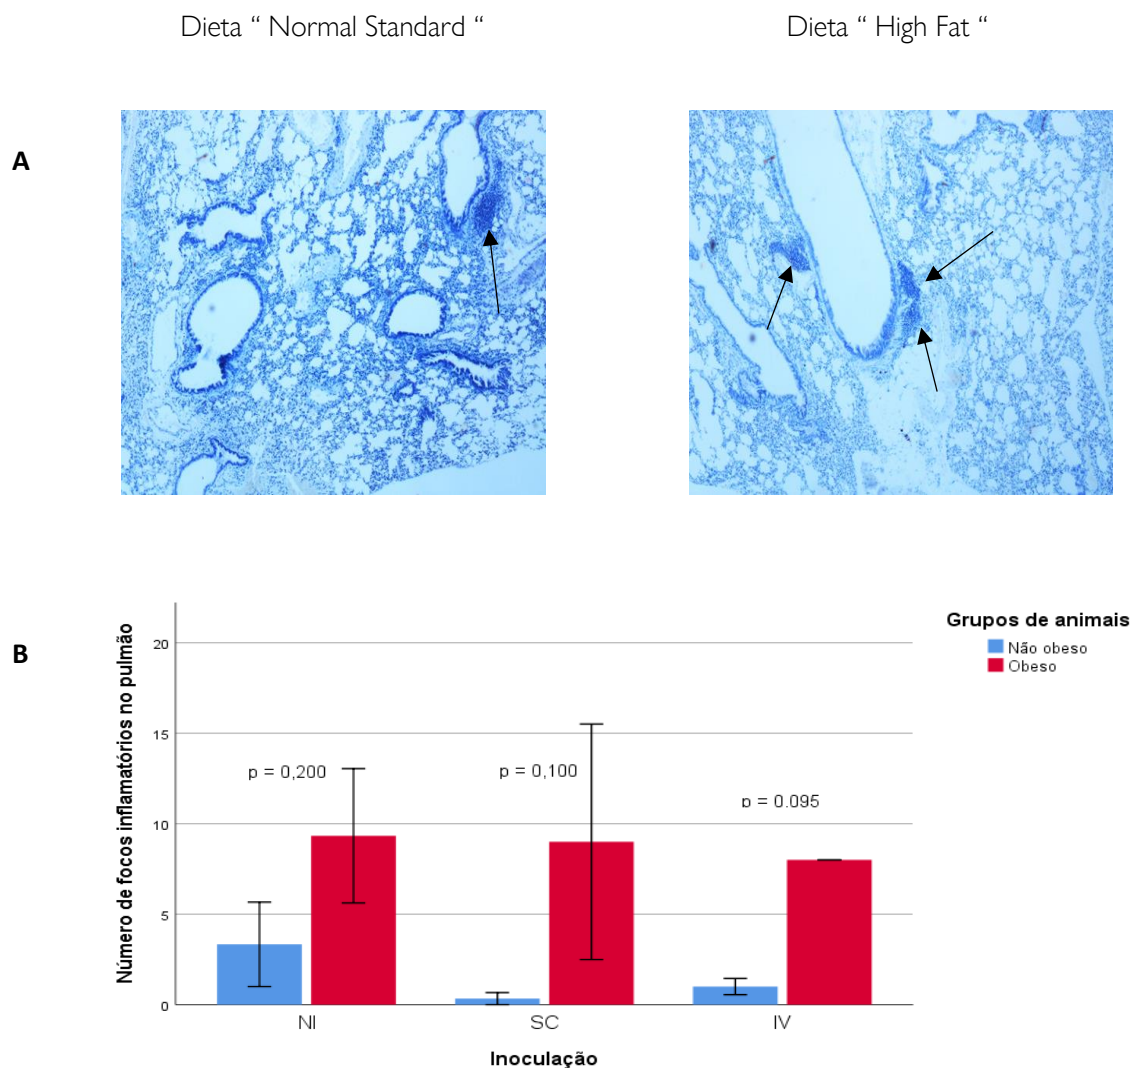 Dieta “ Normal Standard “
Dieta “ High Fat “
A
B
Número de focos inflamatórios no pulmão
20
15
10
5
0
p = 0,200
p = 0,100
p = 0.095
NI
SC
IV
Inoculação
Grupos de animais
Não obeso
Obeso